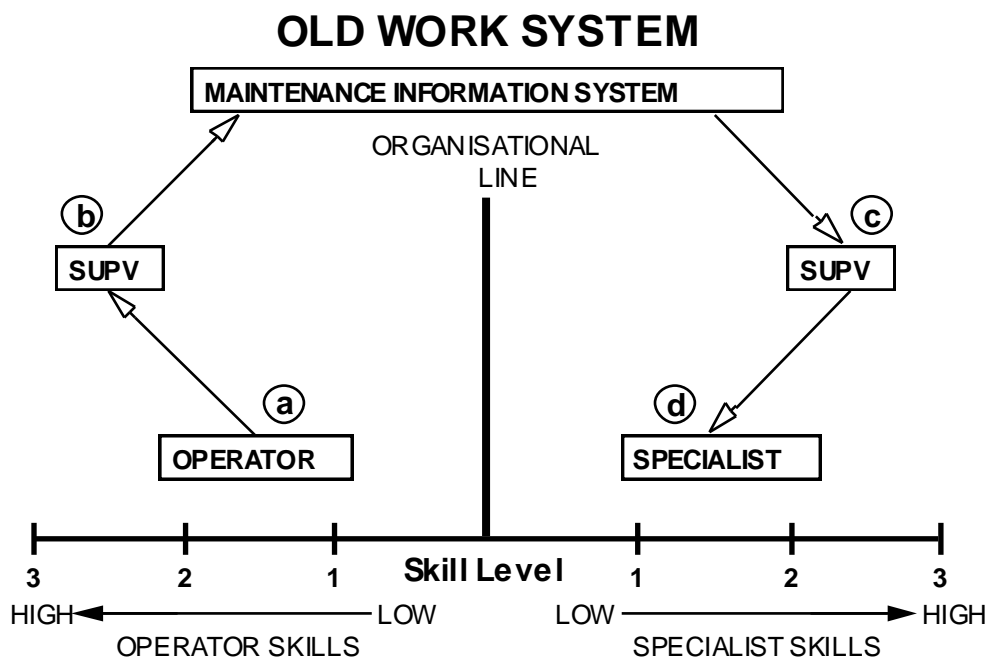 OLD WORK SYSTEM
MAINTENANCE INFORMATION SYSTEM
ORGANISATIONAL
LINE
b
c
SUPV
SUPV
a
d
OPERATOR
SPECIALIST
3 2 1 Skill Level 1 2 3
HIGH LOW LOW HIGH
OPERATOR SKILLS SPECIALIST SKILLS